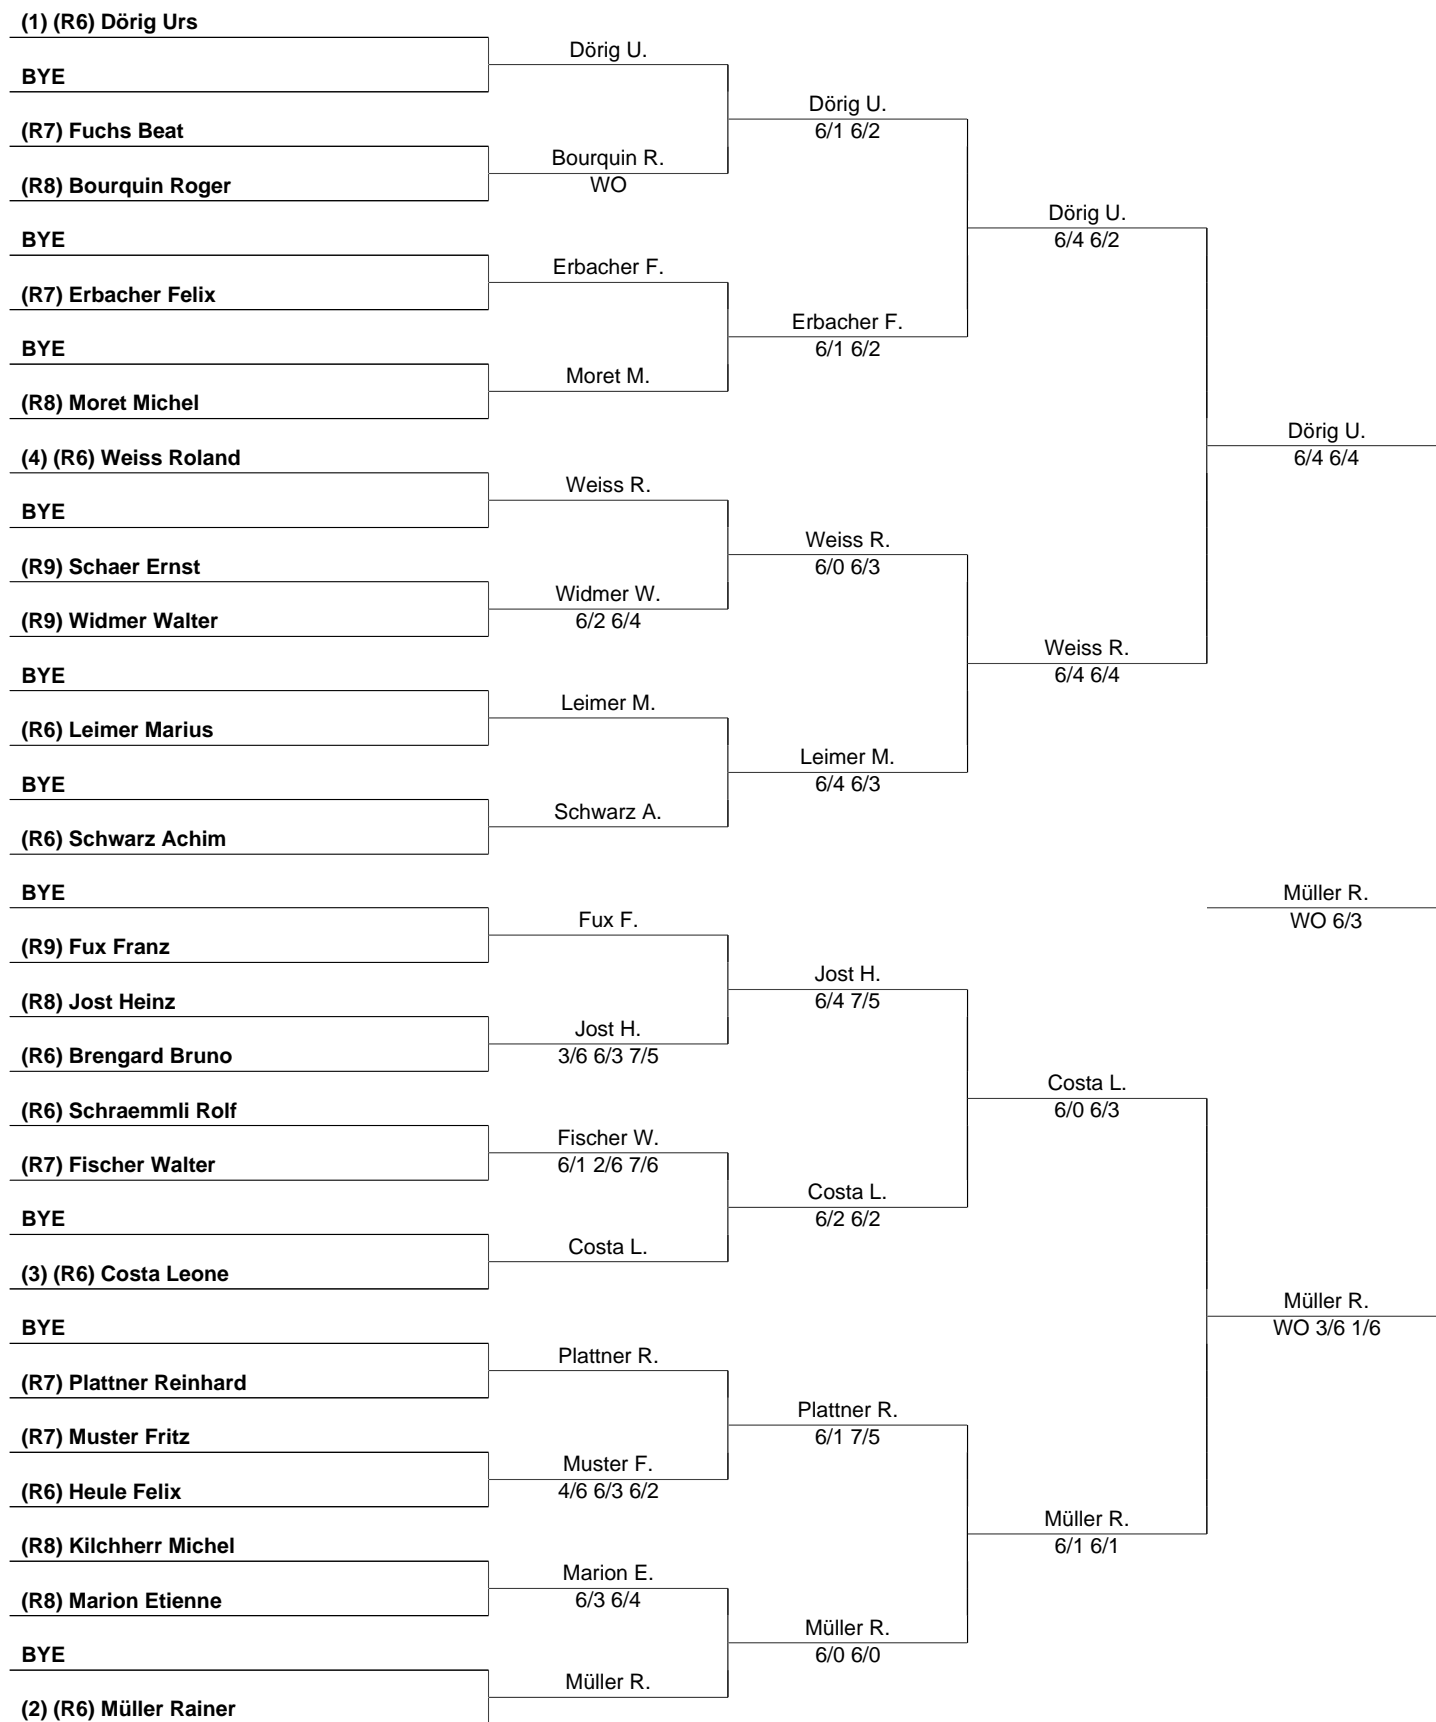 (1) (R6) Dörig Urs
Dörig U.
BYE
Dörig U.
6/1 6/2
(R7) Fuchs Beat
Bourquin R.
WO
(R8) Bourquin Roger
Dörig U.
6/4 6/2
BYE
Erbacher F.
(R7) Erbacher Felix
Erbacher F.
6/1 6/2
BYE
Moret M.
(R8) Moret Michel
Dörig U.
6/4 6/4
(4) (R6) Weiss Roland
Weiss R.
BYE
Weiss R.
6/0 6/3
(R9) Schaer Ernst
Widmer W.
6/2 6/4
(R9) Widmer Walter
Weiss R.
6/4 6/4
BYE
Leimer M.
(R6) Leimer Marius
Leimer M.
6/4 6/3
BYE
Schwarz A.
(R6) Schwarz Achim
BYE
Müller R.
WO 6/3
Fux F.
(R9) Fux Franz
Jost H.
6/4 7/5
(R8) Jost Heinz
Jost H.
3/6 6/3 7/5
(R6) Brengard Bruno
Costa L.
6/0 6/3
(R6) Schraemmli Rolf
Fischer W.
6/1 2/6 7/6
(R7) Fischer Walter
Costa L.
6/2 6/2
BYE
Costa L.
(3) (R6) Costa Leone
Müller R.
WO 3/6 1/6
BYE
Plattner R.
(R7) Plattner Reinhard
Plattner R.
6/1 7/5
(R7) Muster Fritz
Muster F.
4/6 6/3 6/2
(R6) Heule Felix
Müller R.
6/1 6/1
(R8) Kilchherr Michel
Marion E.
6/3 6/4
(R8) Marion Etienne
Müller R.
6/0 6/0
BYE
Müller R.
(2) (R6) Müller Rainer